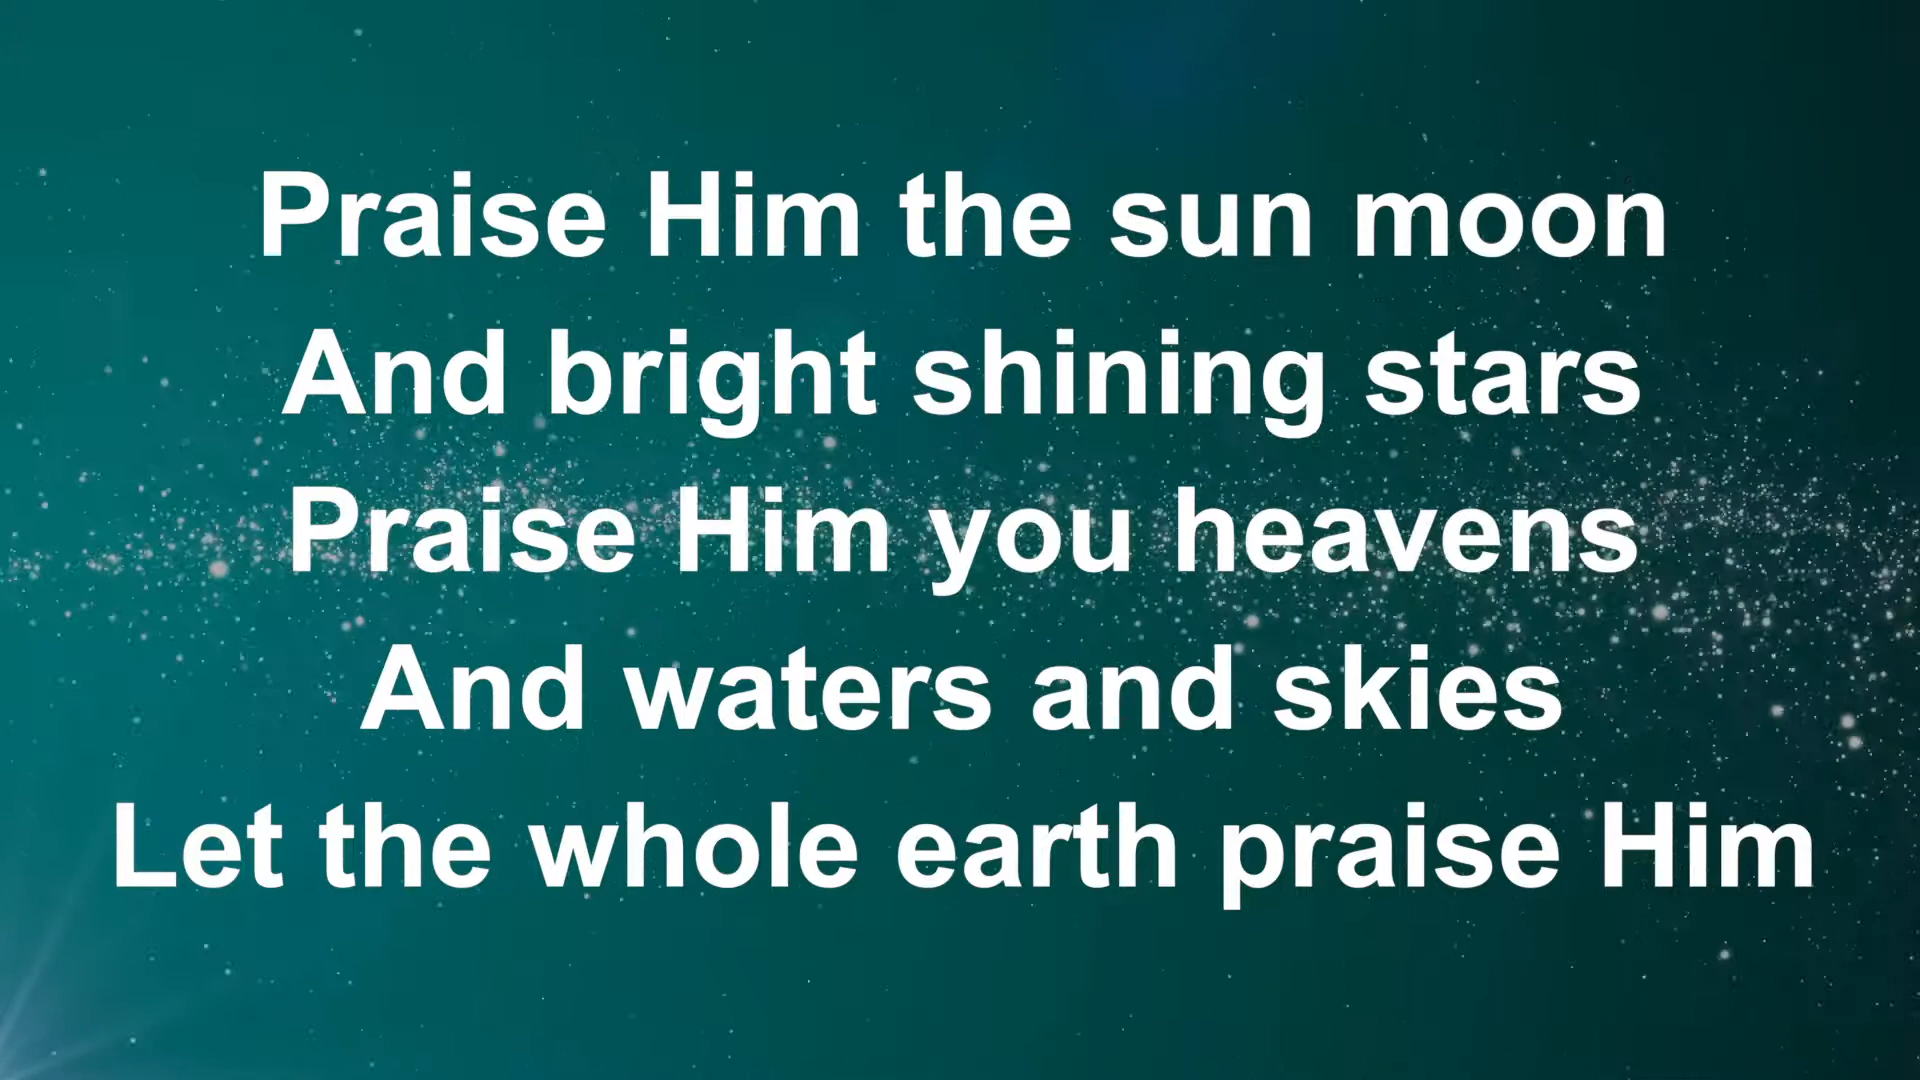 Praise Him the sun moon
And bright shining stars
Praise Him you heavens
And waters and skies
Let the whole earth praise Him